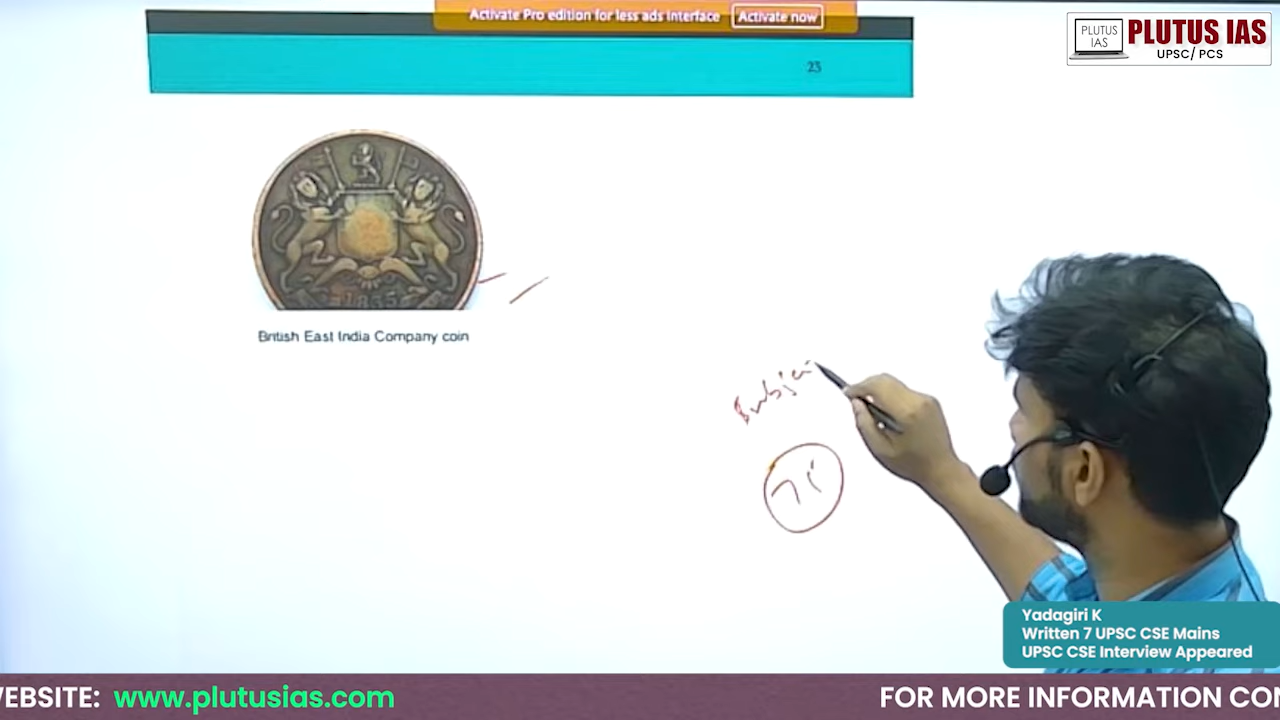 Activate Pro edition for less ads interface Activate now
PLUTUS IAS
PLUTUS IAS
UPSC/ PCS
23
1835
British East India Company coin
Yadagiri K
Written 7 UPSC CSE Mains
UPSC CSE Interview Appeared
WEBSITE: www.plutusias.com
FOR MORE INFORMATION CON